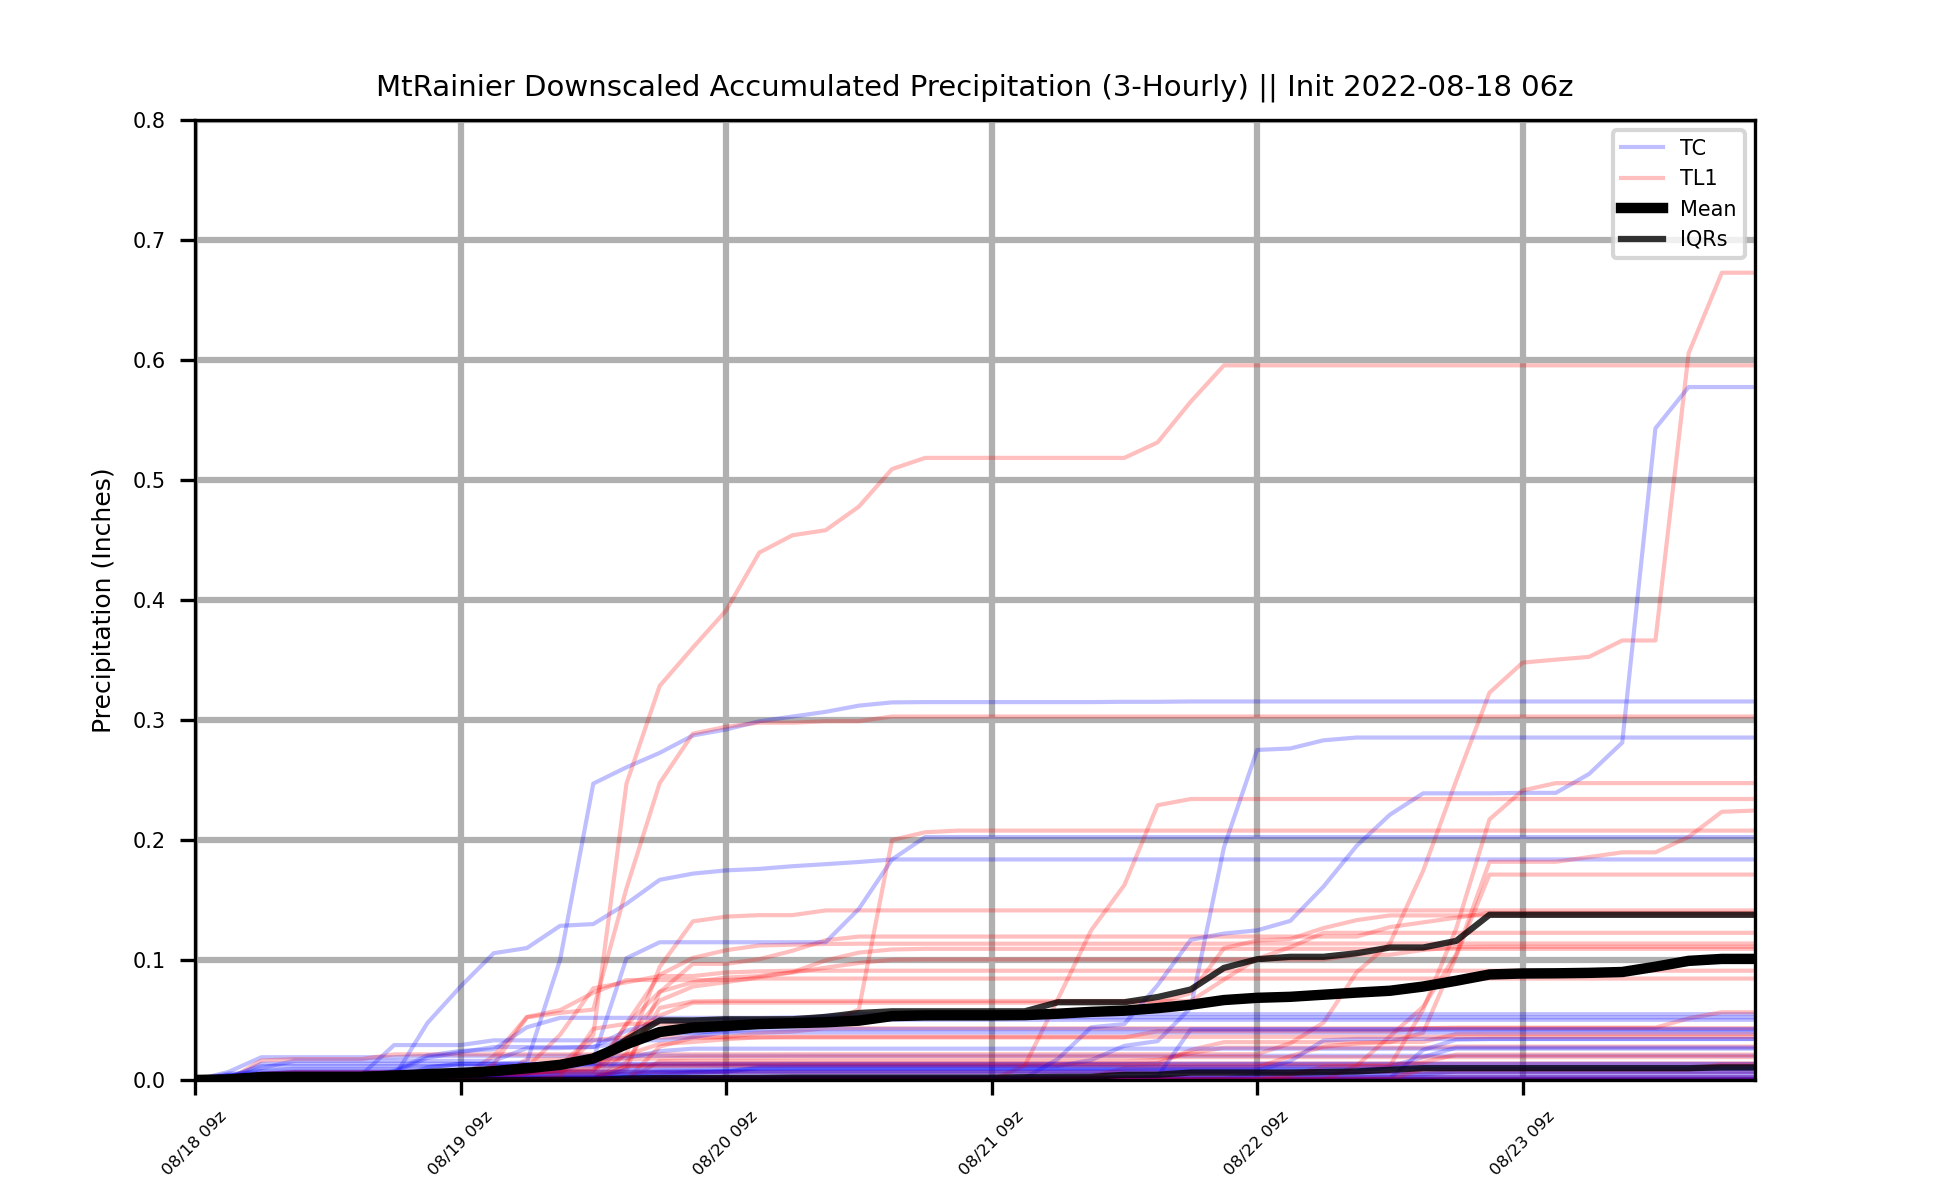 MtRainier Downscaled Accumulated Precipitation (3-Hourly) || Init 2022-08-18 06z
0.8
0.7
0.6
0.5
0.4
0.3
0.2
0.1
0.0
Precipitation (Inches)
TC
TL1
Mean
IQRs
08/18 09z
08/19 09z
08/20 09z
08/21 09z
08/22 09z
08/23 09z